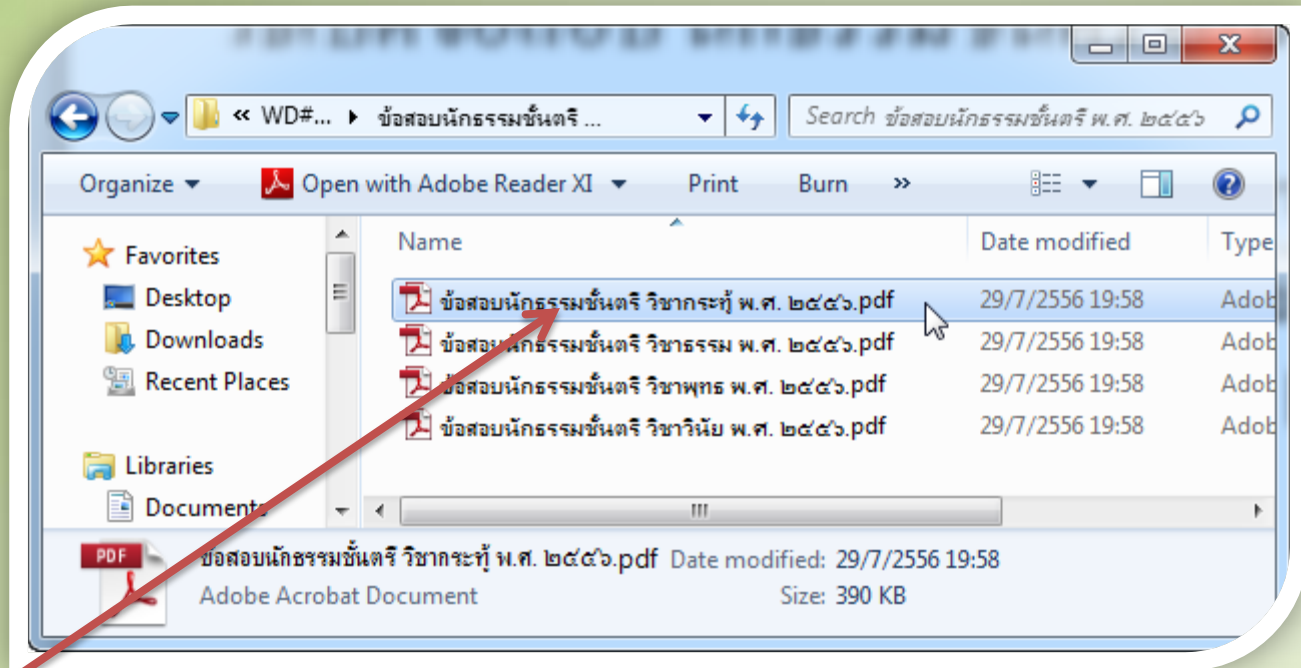 « WD#... ข้อสอบนักธรรมชั้นตรี ... Search ข้อสอบนักธรรมชั้นตรี พ.ศ. ๒๕๕๖
Organize Open with Adobe Reader XI Print Burn »
Favorites
Desktop
Downloads
Recent Places
Libraries
Documents
Name Date modified Type
ข้อสอบนักธรรมชั้นตรี วิชากระทู้ พ.ศ. ๒๕๕๖.pdf 29/7/2556 19:58 Adob
ข้อสอบนักธรรมชั้นตรี วิชาธรรม พ.ศ. ๒๕๕๖.pdf 29/7/2556 19:58 Adob
ข้อสอบนักธรรมชั้นตรี วิชาพุทธ พ.ศ. ๒๕๕๖.pdf 29/7/2556 19:58 Adob
ข้อสอบนักธรรมชั้นตรี วิชาวินัย พ.ศ. ๒๕๕๖.pdf 29/7/2556 19:58 Adob
PDF
ข้อสอบนักธรรมชั้นตรี วิชากระทู้ พ.ศ. ๒๕๕๖.pdf Date modified: 29/7/2556 19:58
Adobe Acrobat Document Size: 390 KB